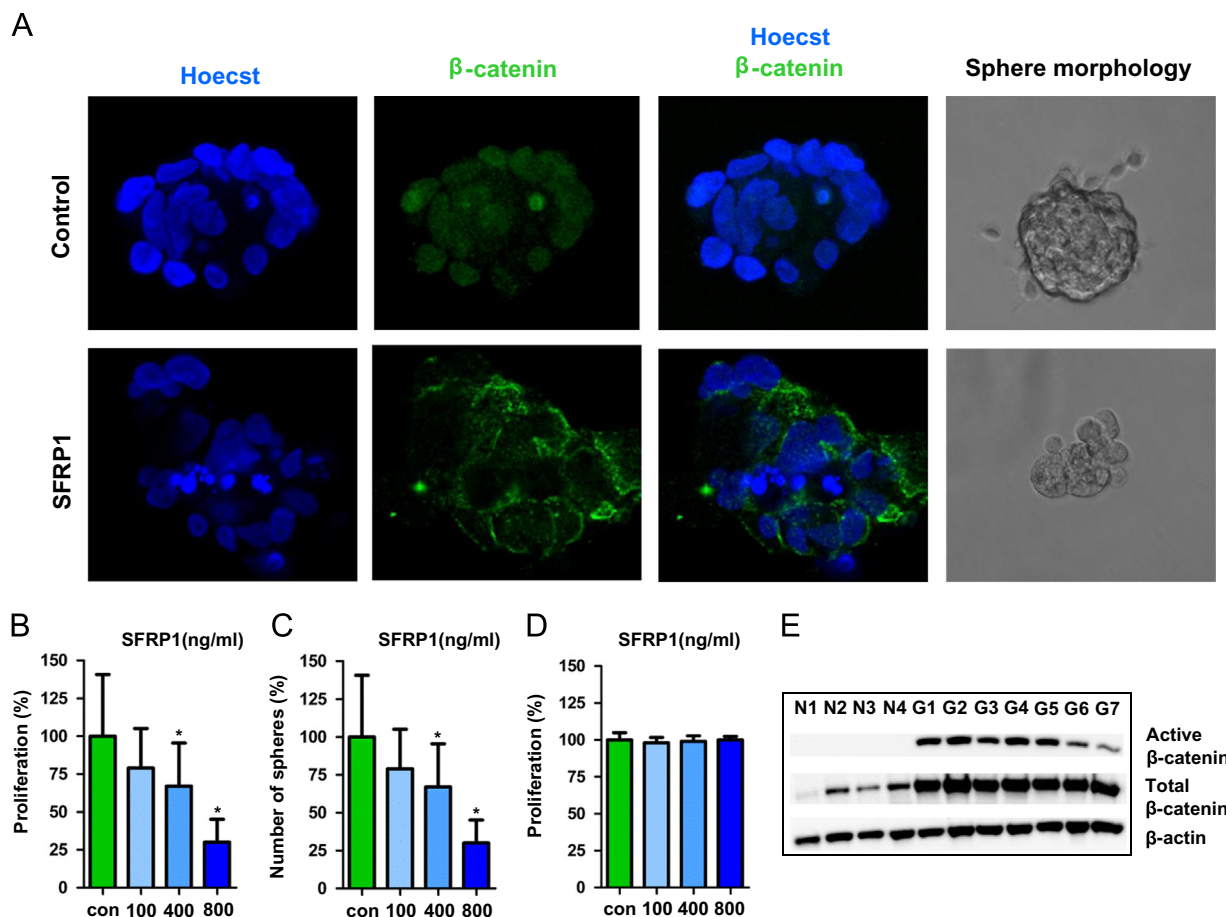 A
Hoecst
β-catenin
Hoecst
β-catenin
Sphere morphology
Control
SFRP1
B
SFRP1(ng/ml)
Proliferation (%)
150
125
100
75
50
25
0
*
*
con 100 400 800
C
SFRP1(ng/ml)
Number of spheres (%)
150
125
100
75
50
25
0
*
*
con 100 400 800
D
SFRP1(ng/ml)
Proliferation (%)
150
125
100
75
50
25
0
con 100 400 800
E
N1 N2 N3 N4 G1 G2 G3 G4 G5 G6 G7
Active
β-catenin
Total
β-catenin
β-actin